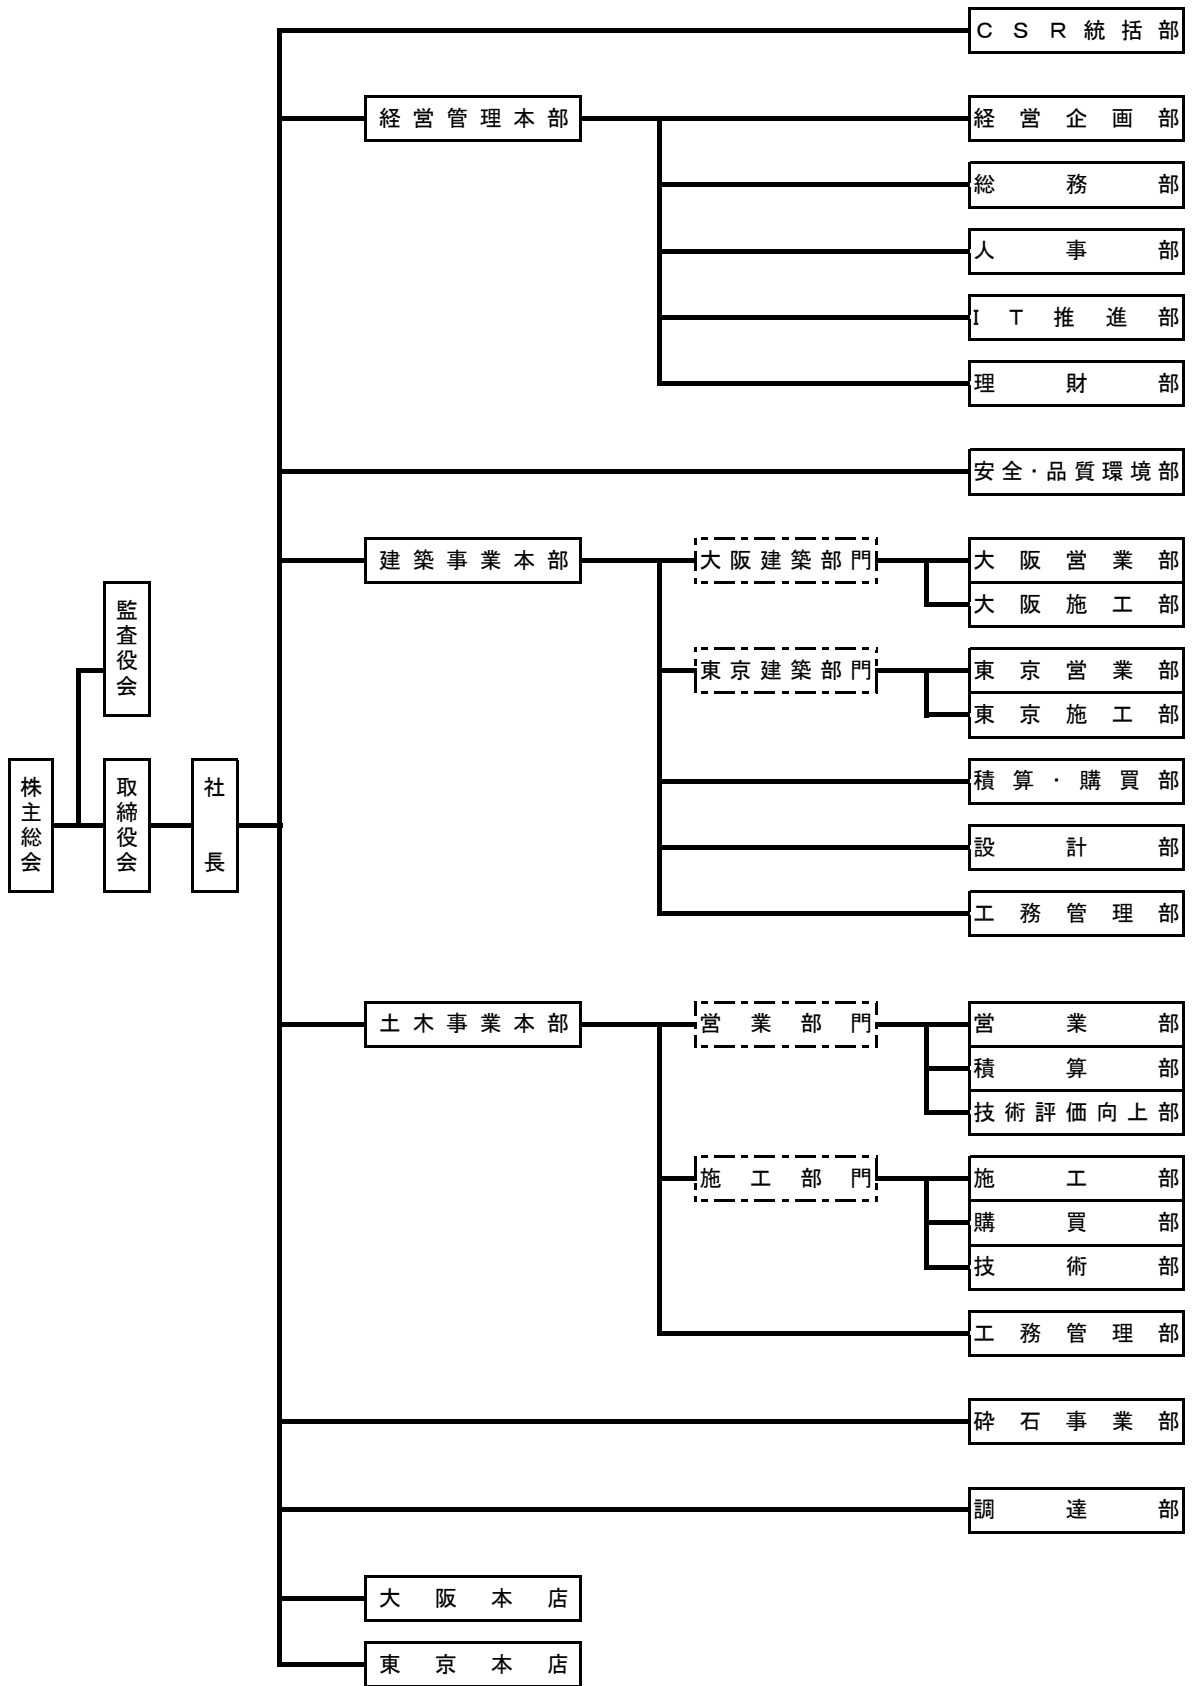 CSR統括部
経営管理本部
経営企画部
総務部
人事部
IT推進部
理財部
安全・品質環境部
建築事業本部
大阪建築部門
大阪営業部
大阪施工部
東京建築部門
東京営業部
東京施工部
積算・購買部
設計部
工務管理部
監査役会
株主総会
取締役会
社長
土木事業本部
営業部門
営業部
積算部
技術評価向上部
施工部門
施工部
購買部
技術部
工務管理部
砕石事業部
調達部
大阪本店
東京本店